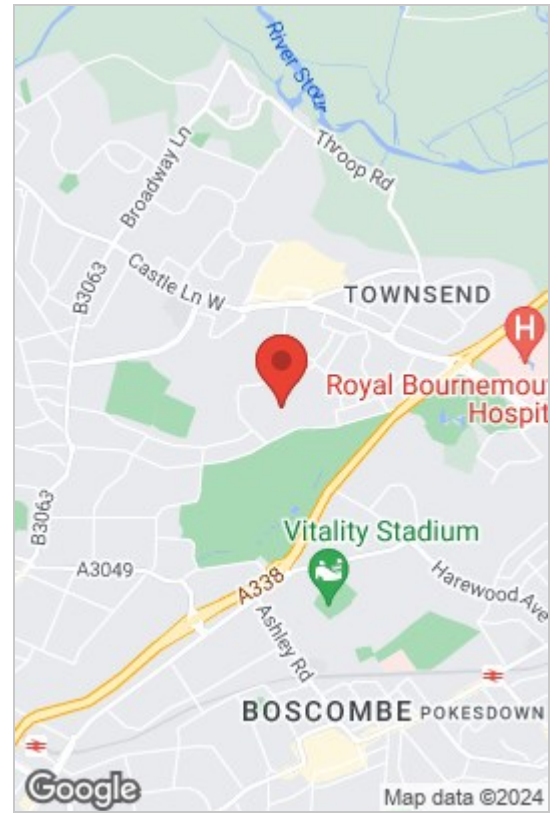 River Stour
Throop Rd
Broadway Ln
Castle Ln W
B3063
TOWNSEND
H
Royal Bournemou
Hospit
B3063
Vitality Stadium
A3049
A338
Harewood Ave
Ashley Rd
BOSCOMBE
POKESDOWN
Google
Map data ©2024